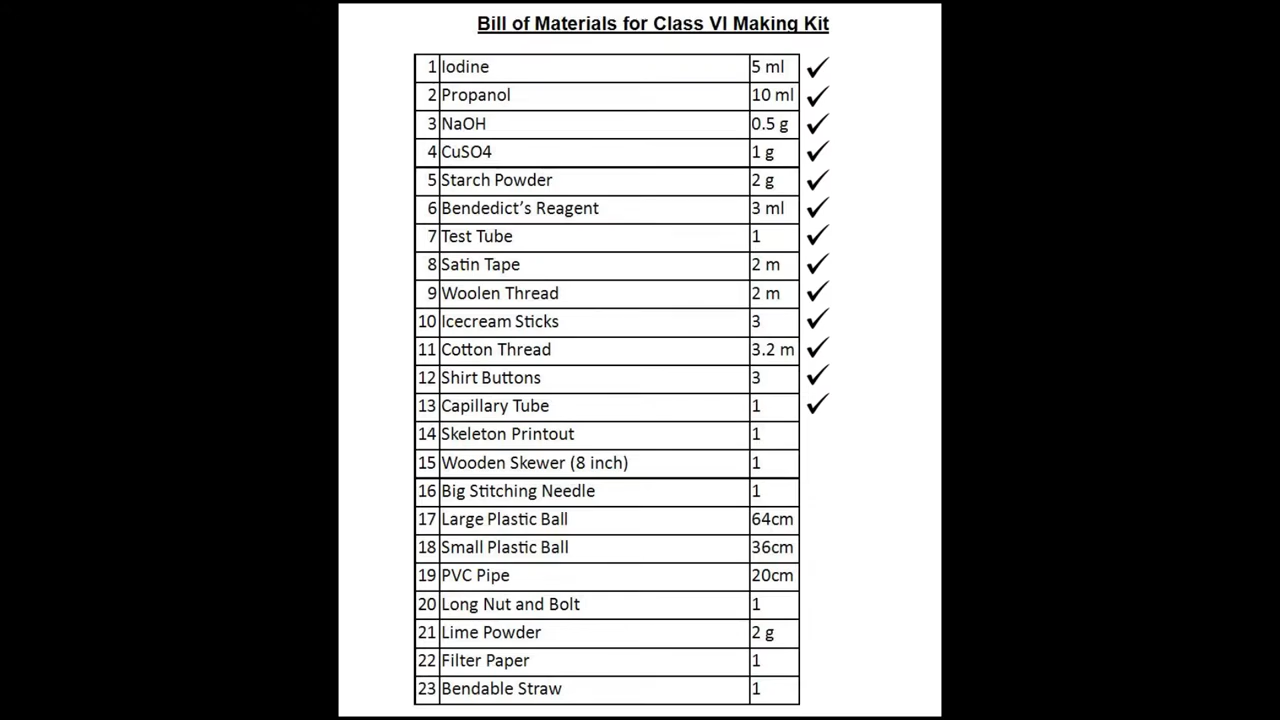 Bill of Materials for Class VI Making Kit
1 Iodine 5 ml ✓
2 Propanol 10 ml ✓
3 NaOH 0.5 g ✓
4 CuSO4 1 g ✓
5 Starch Powder 2 g ✓
6 Bendedict’s Reagent 3 ml ✓
7 Test Tube 1 ✓
8 Satin Tape 2 m ✓
9 Woolen Thread 2 m ✓
10 Icecream Sticks 3 ✓
11 Cotton Thread 3.2 m ✓
12 Shirt Buttons 3 ✓
13 Capillary Tube 1 ✓
14 Skeleton Printout 1
15 Wooden Skewer (8 inch) 1
16 Big Stitching Needle 1
17 Large Plastic Ball 64cm
18 Small Plastic Ball 36cm
19 PVC Pipe 20cm
20 Long Nut and Bolt 1
21 Lime Powder 2 g
22 Filter Paper 1
23 Bendable Straw 1